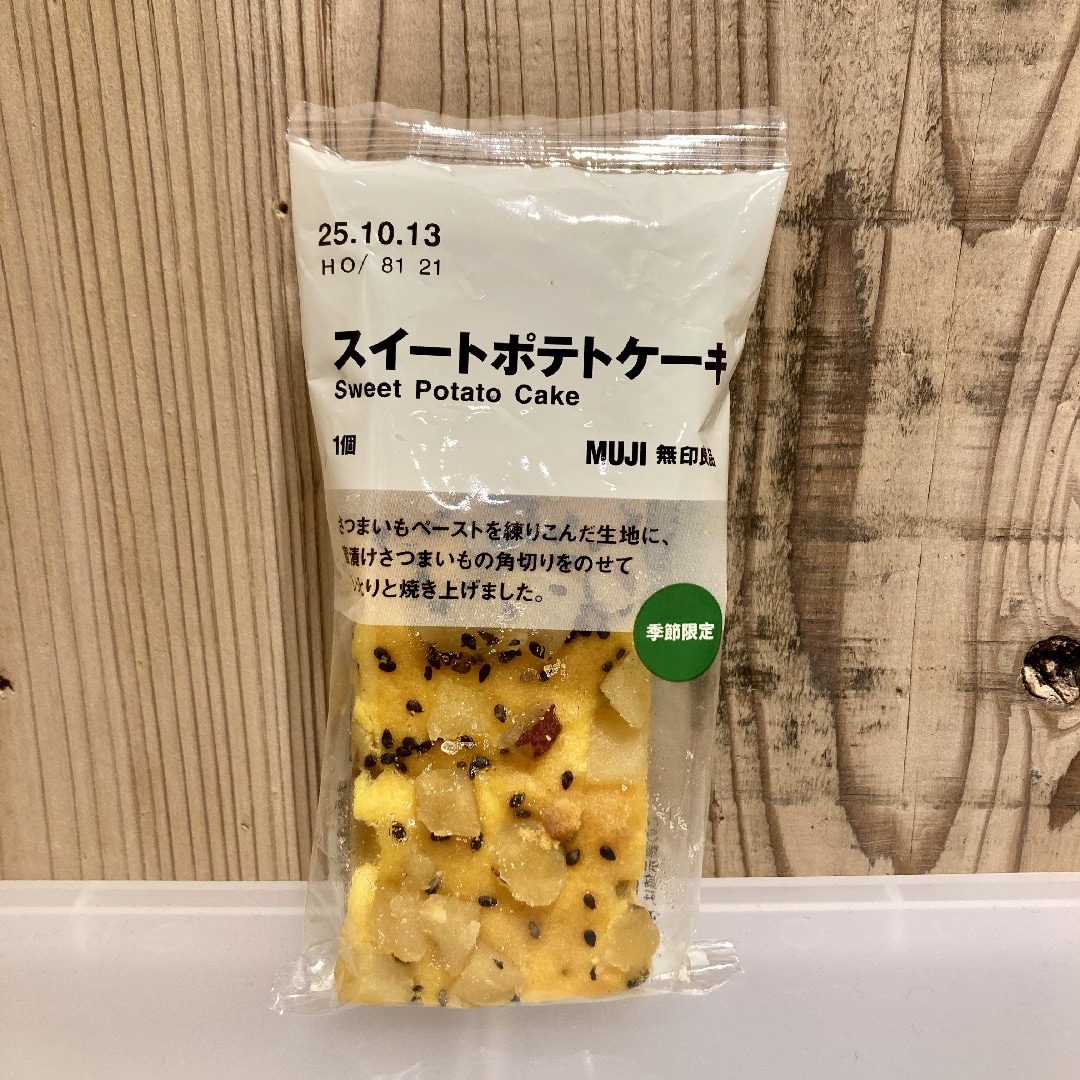 25.10.13
HO/ 81 21
スイートポテトケーキ
Sweet Potato Cake
1個
MUJI 無印良品
さつまいもペーストを練りこんだ生地に、
漬けさつまいもの角切りをのせて
りと焼き上げました。
季節限定